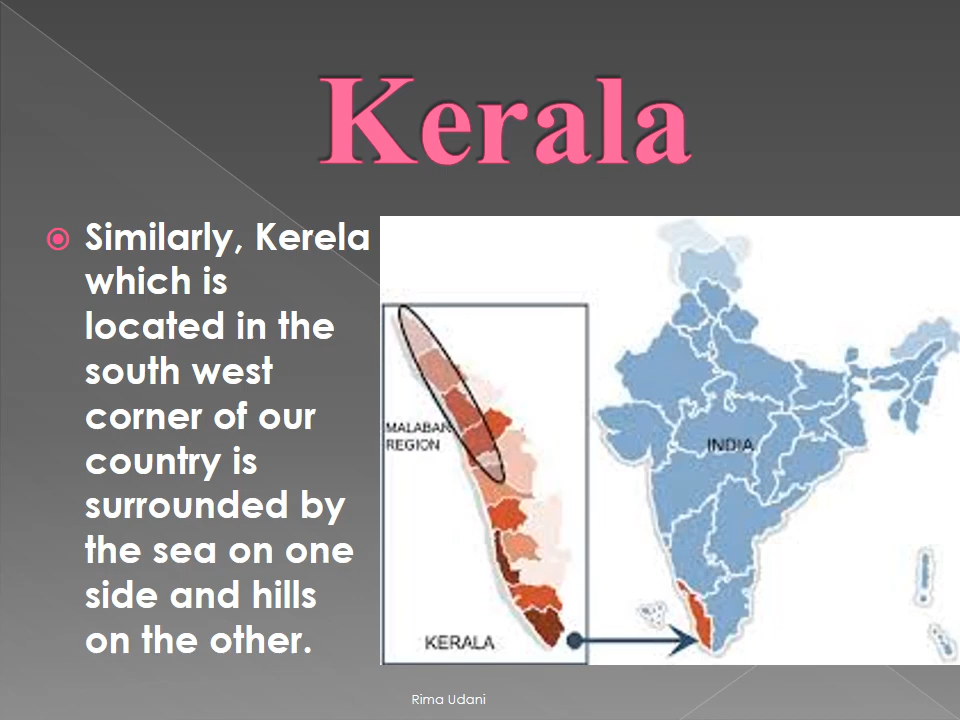 Kerala
Similarly, Kerela
which is
located in the
south west
corner of our
country is
surrounded by
the sea on one
side and hills
on the other.
MALABAR
REGION
KERALA
INDIA
Rima Udani